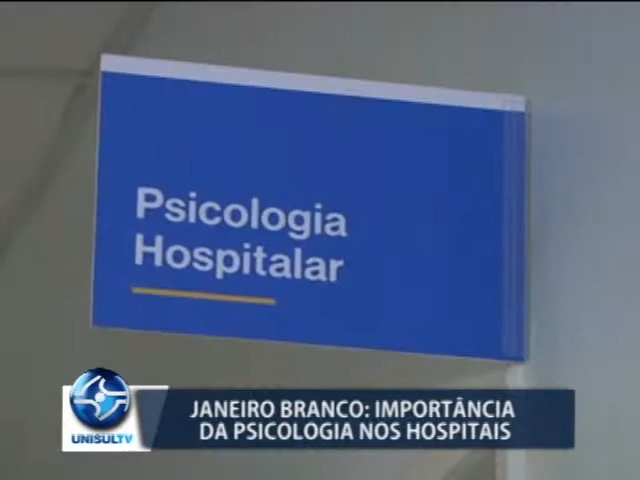 Psicologia
Hospitalar
JANEIRO BRANCO: IMPORTÂNCIA
DA PSICOLOGIA NOS HOSPITAIS
UNISULTV